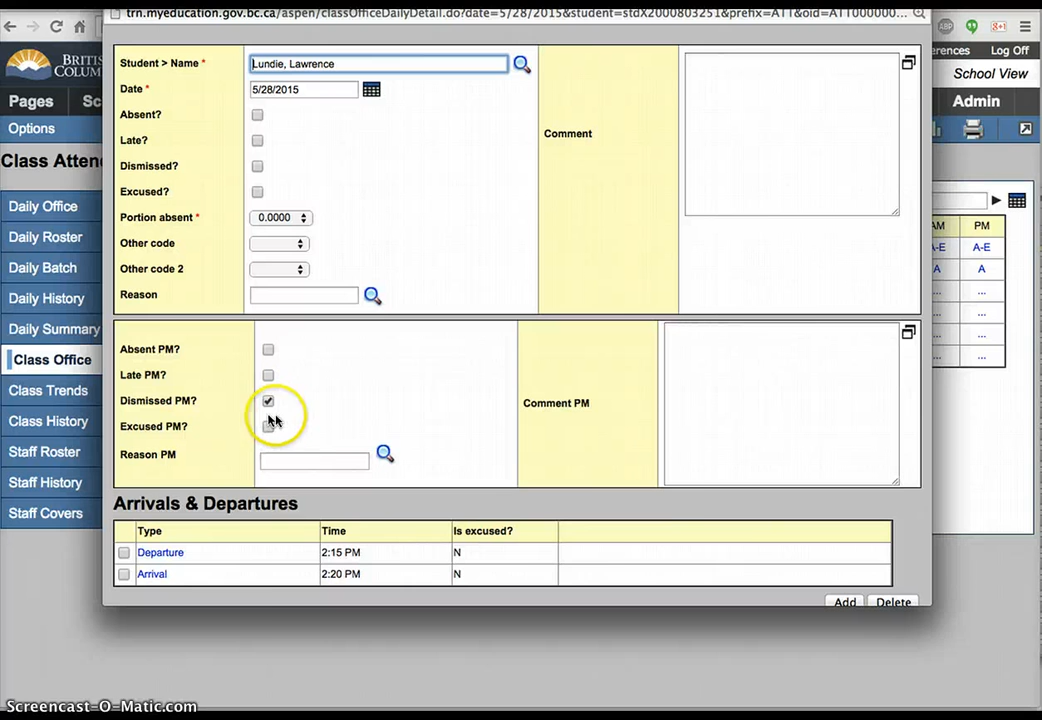 trn.myeducation.gov.bc.ca/aspen/classOfficeDailyDetail.do?date=5/28/2015&student=stdX2000803251&prefix=ATT&oid=ATT000000...
ABP
BRITI
COLUM
erences Log Off
School View
Pages Sc
Admin
Options
Class Atten
Daily Office
Daily Roster
Daily Batch
Daily History
Daily Summary
Class Office
Class Trends
Class History
Staff Roster
Staff History
Staff Covers
Student > Name *
Lundie, Lawrence
Date *
5/28/2015
Absent?
Late?
Dismissed?
Excused?
Portion absent *
0.0000
Other code
Other code 2
Reason
Comment
AM PM
A-E A-E
A A
... ...
... ...
... ...
... ...
Absent PM?
Late PM?
Dismissed PM?
Excused PM?
Reason PM
Comment PM
Arrivals & Departures
Type Time Is excused?
Departure 2:15 PM N
Arrival 2:20 PM N
Add Delete
Screencast-O-Matic.com